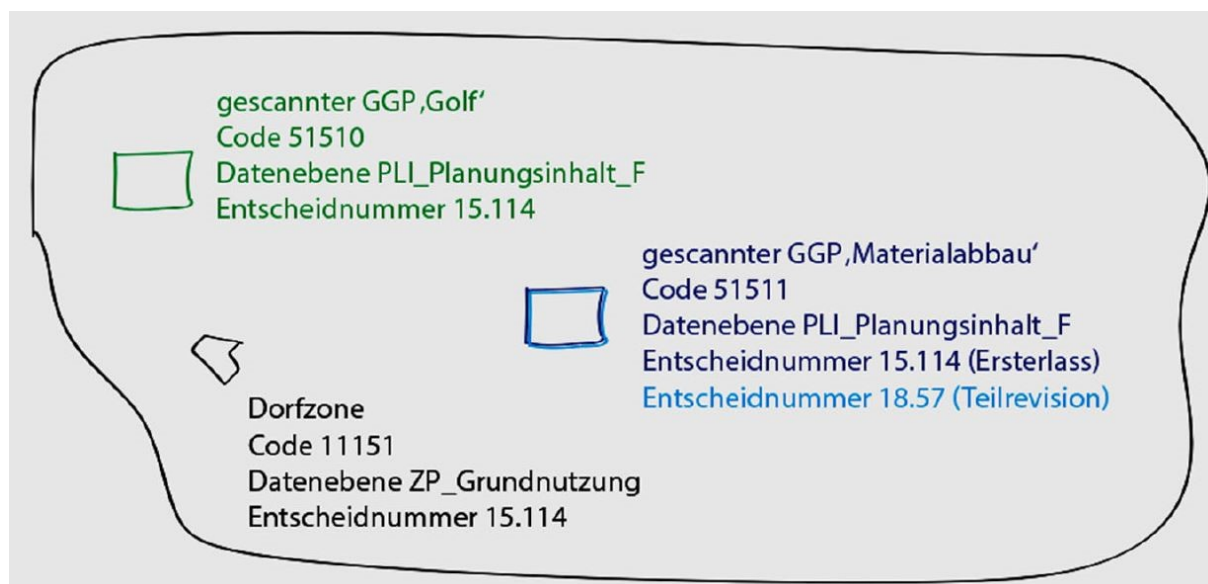 gescannter GGP ‚Golf‘
Code 51510
Datenebene PLI_Planungsinhalt_F
Entscheidnummer 15.114
gescannter GGP ‚Materialabbau‘
Code 51511
Datenebene PLI_Planungsinhalt_F
Entscheidnummer 15.114 (Ersterlass)
Entscheidnummer 18.57 (Teilrevision)
Dorfzone
Code 11151
Datenebene ZP_Grundnutzung
Entscheidnummer 15.114